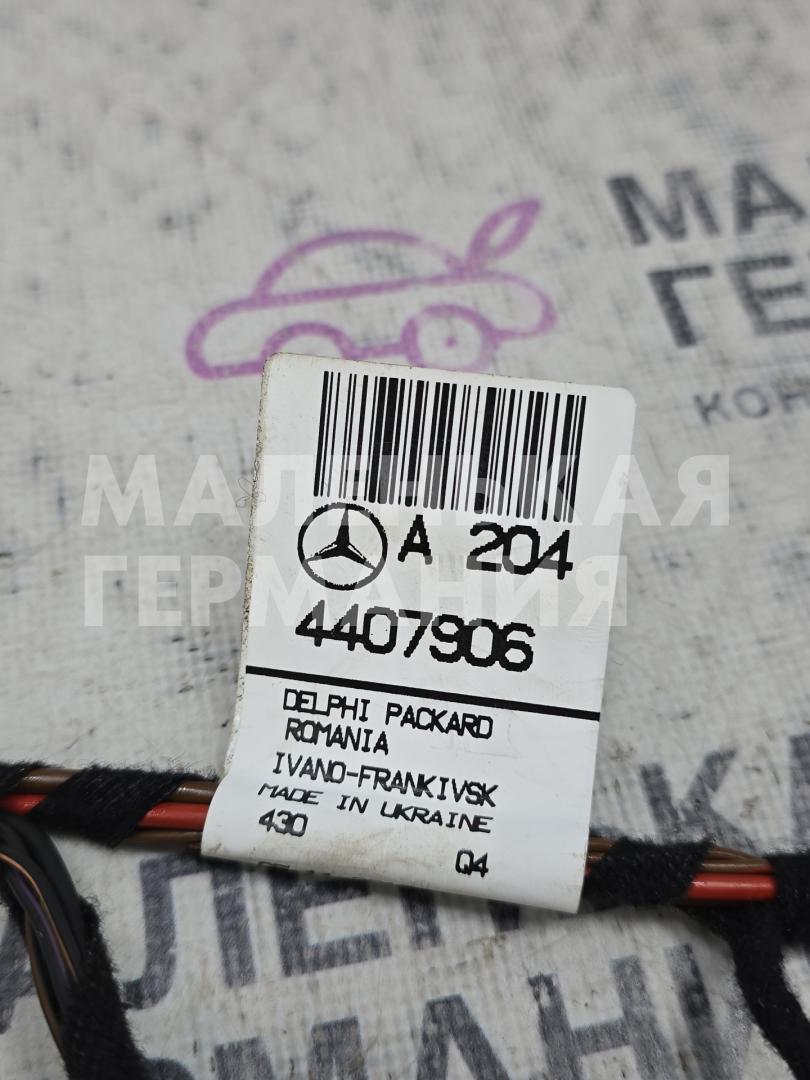 МА
ГЕ
КОН
A 204
4407906
DELPHI PACKARD
ROMANIA
IVANO-FRANKIVSK
MADE IN UKRAINE
430
Q4
МАЛЕНЬКАЯ
ГЕРМАНИЯ